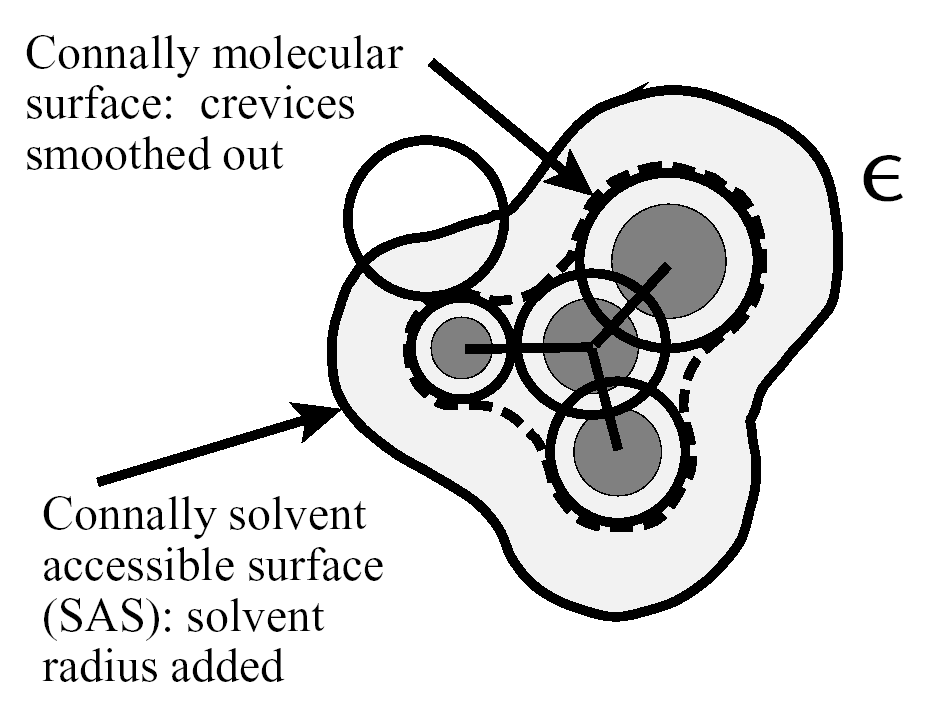 Connally molecular
surface: crevices
smoothed out
ϵ
Connally solvent
accessible surface
(SAS): solvent
radius added